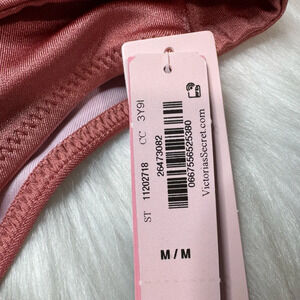 ST 11202718 CC 3Y9I
26473082
0667556525380
VictoriasSecret.com
M / M